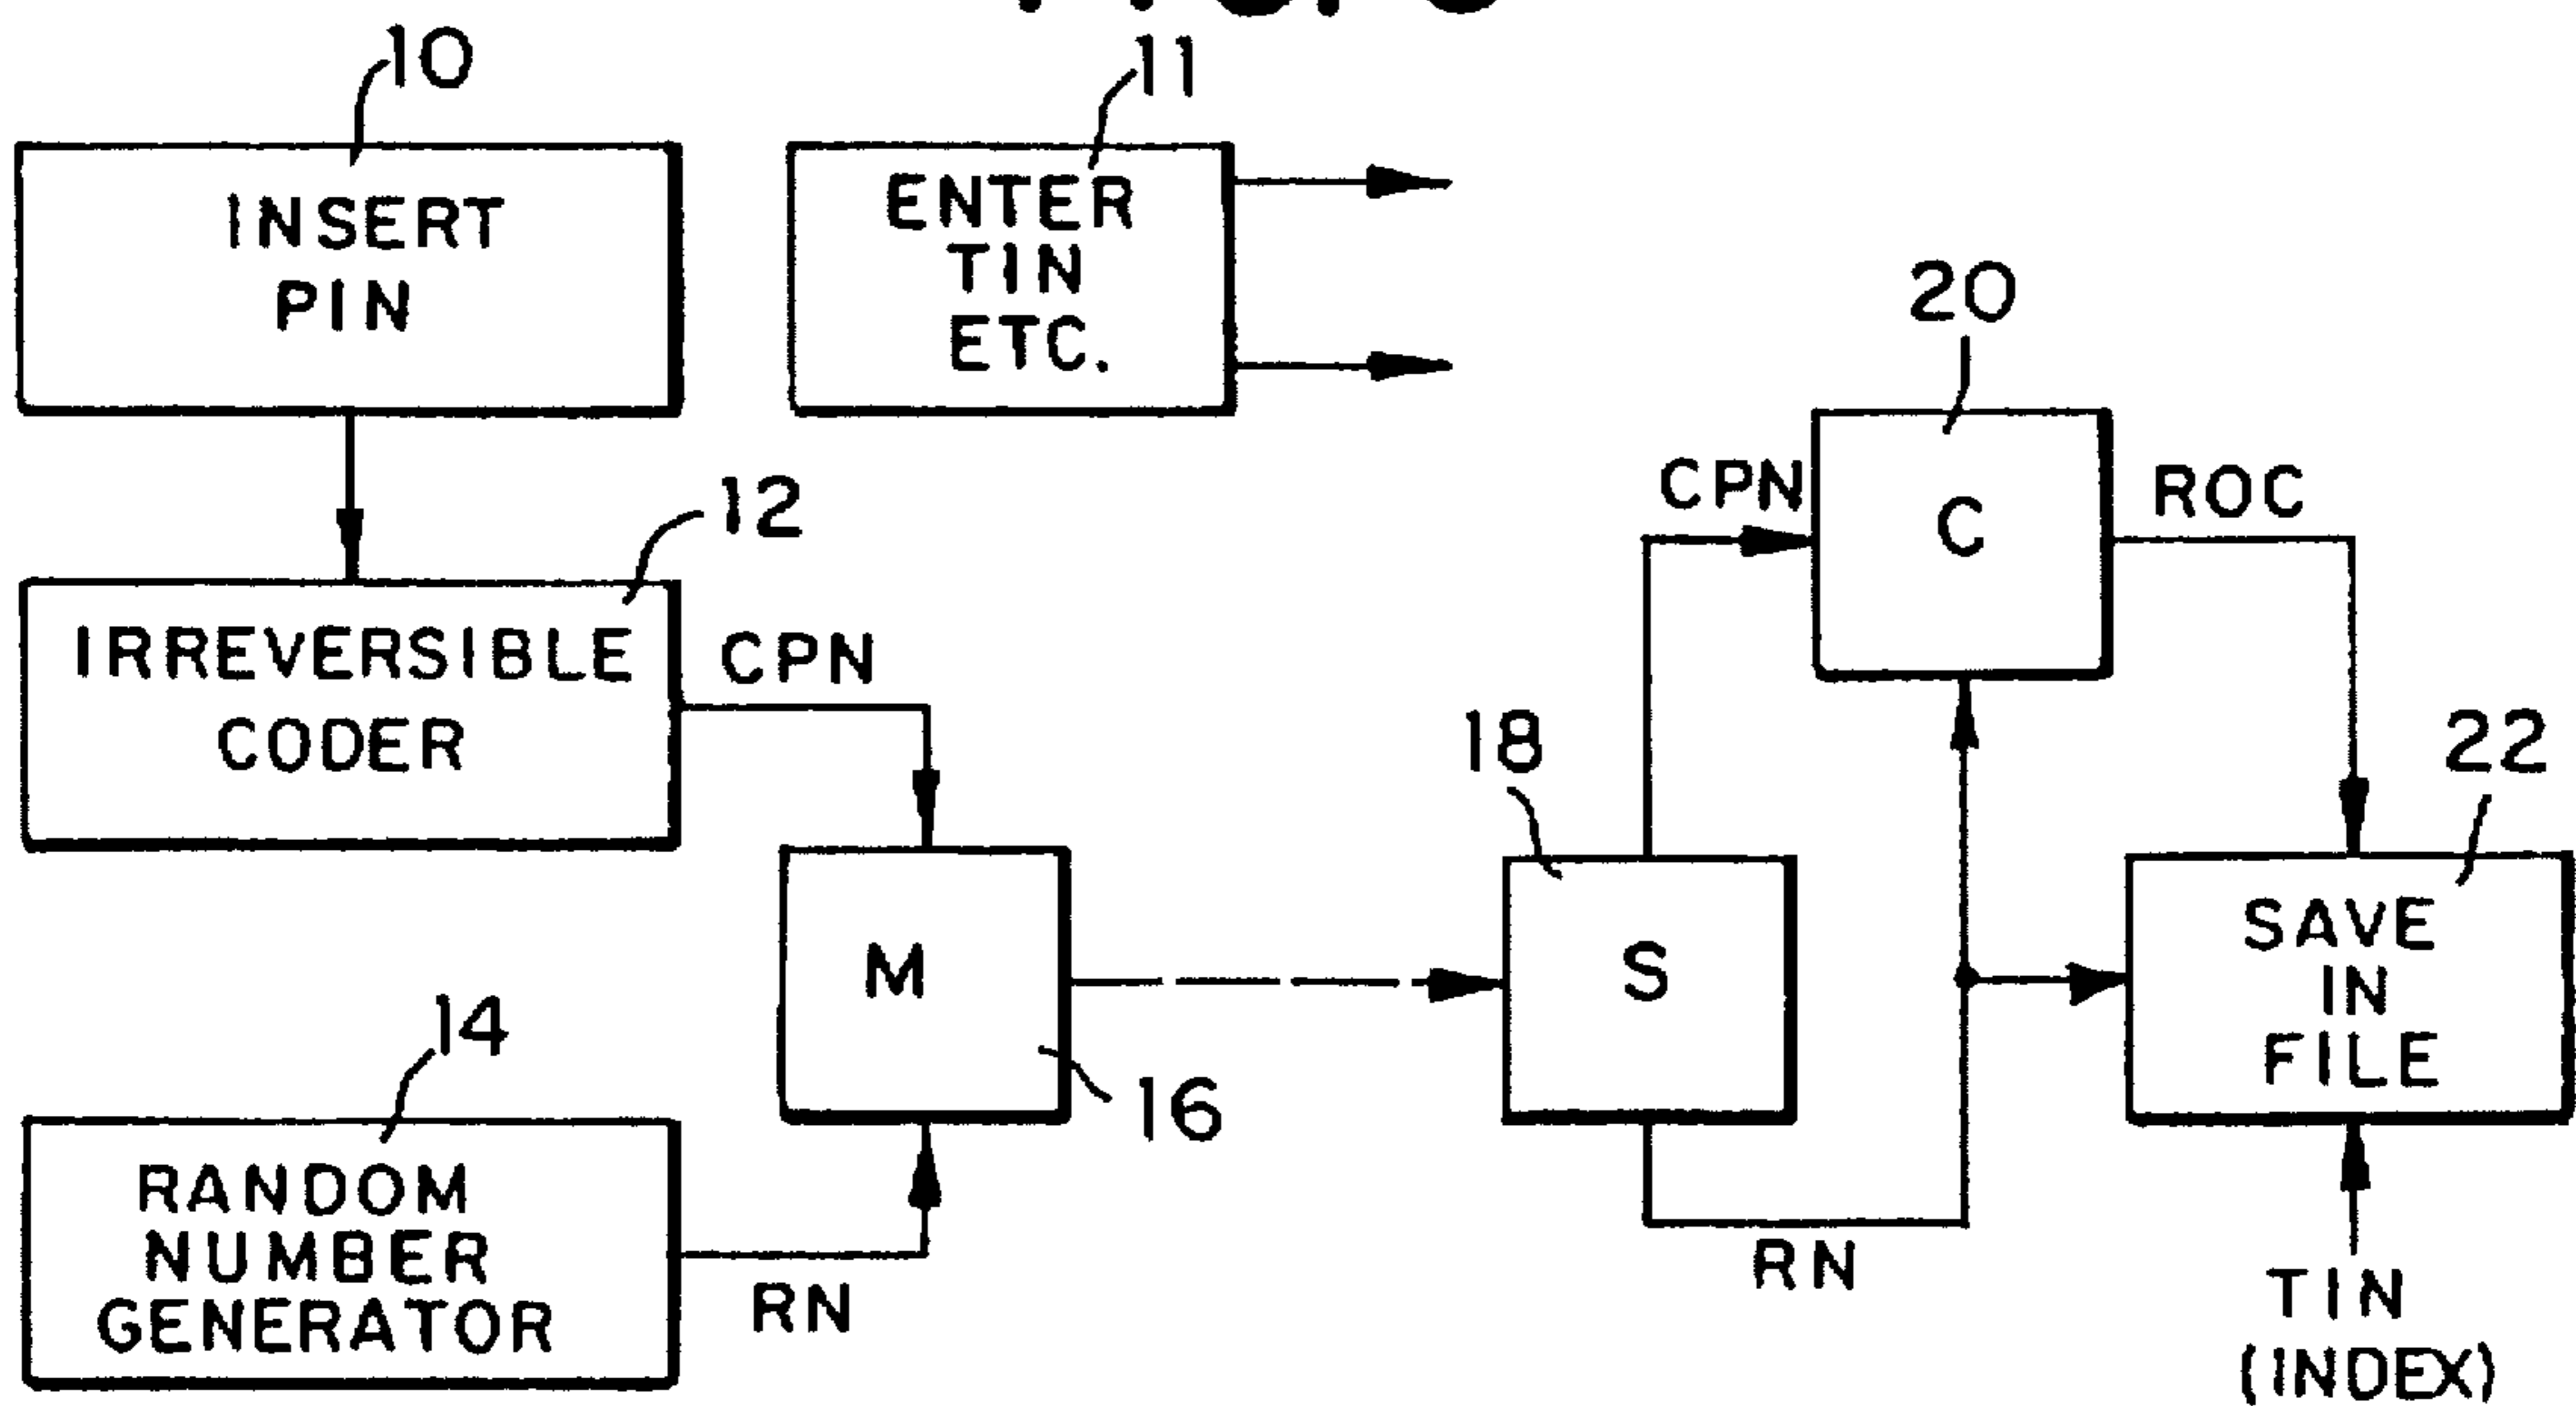 10
INSERT
PIN
11
ENTER
TIN
ETC.
12
IRREVERSIBLE
CODER
CPN
14
RANDOM
NUMBER
GENERATOR
RN
M
16
18
S
CPN
20
C
ROC
RN
22
SAVE
IN
FILE
TIN
(INDEX)